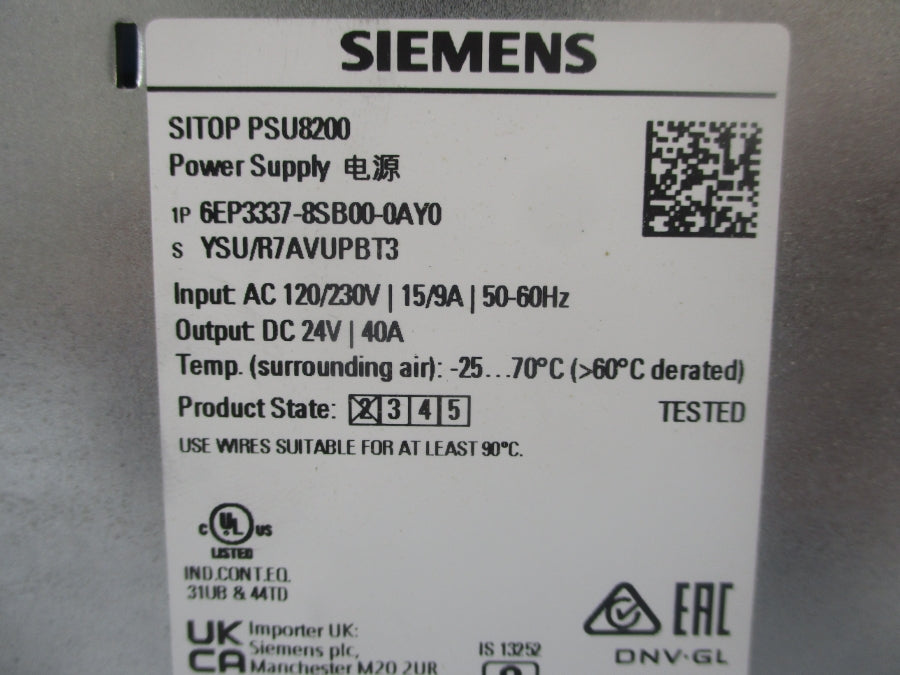 SIEMENS
SITOP PSU8200
Power Supply 电源
1P 6EP3337-8SB00-0AY0
S YSU/R7AVUPBT3
Input: AC 120/230V | 15/9A | 50-60Hz
Output: DC 24V | 40A
Temp. (surrounding air): -25...70°C (>60°C derated)
Product State: 2 3 4 5 TESTED
USE WIRES SUITABLE FOR AT LEAST 90°C.
C UL US
LISTED
IND.CONT.EQ.
31UB & 44TD
EAC
UK
CA
Importer UK:
Siemens plc,
Manchester M20 2UR
IS 13252
DNV·GL